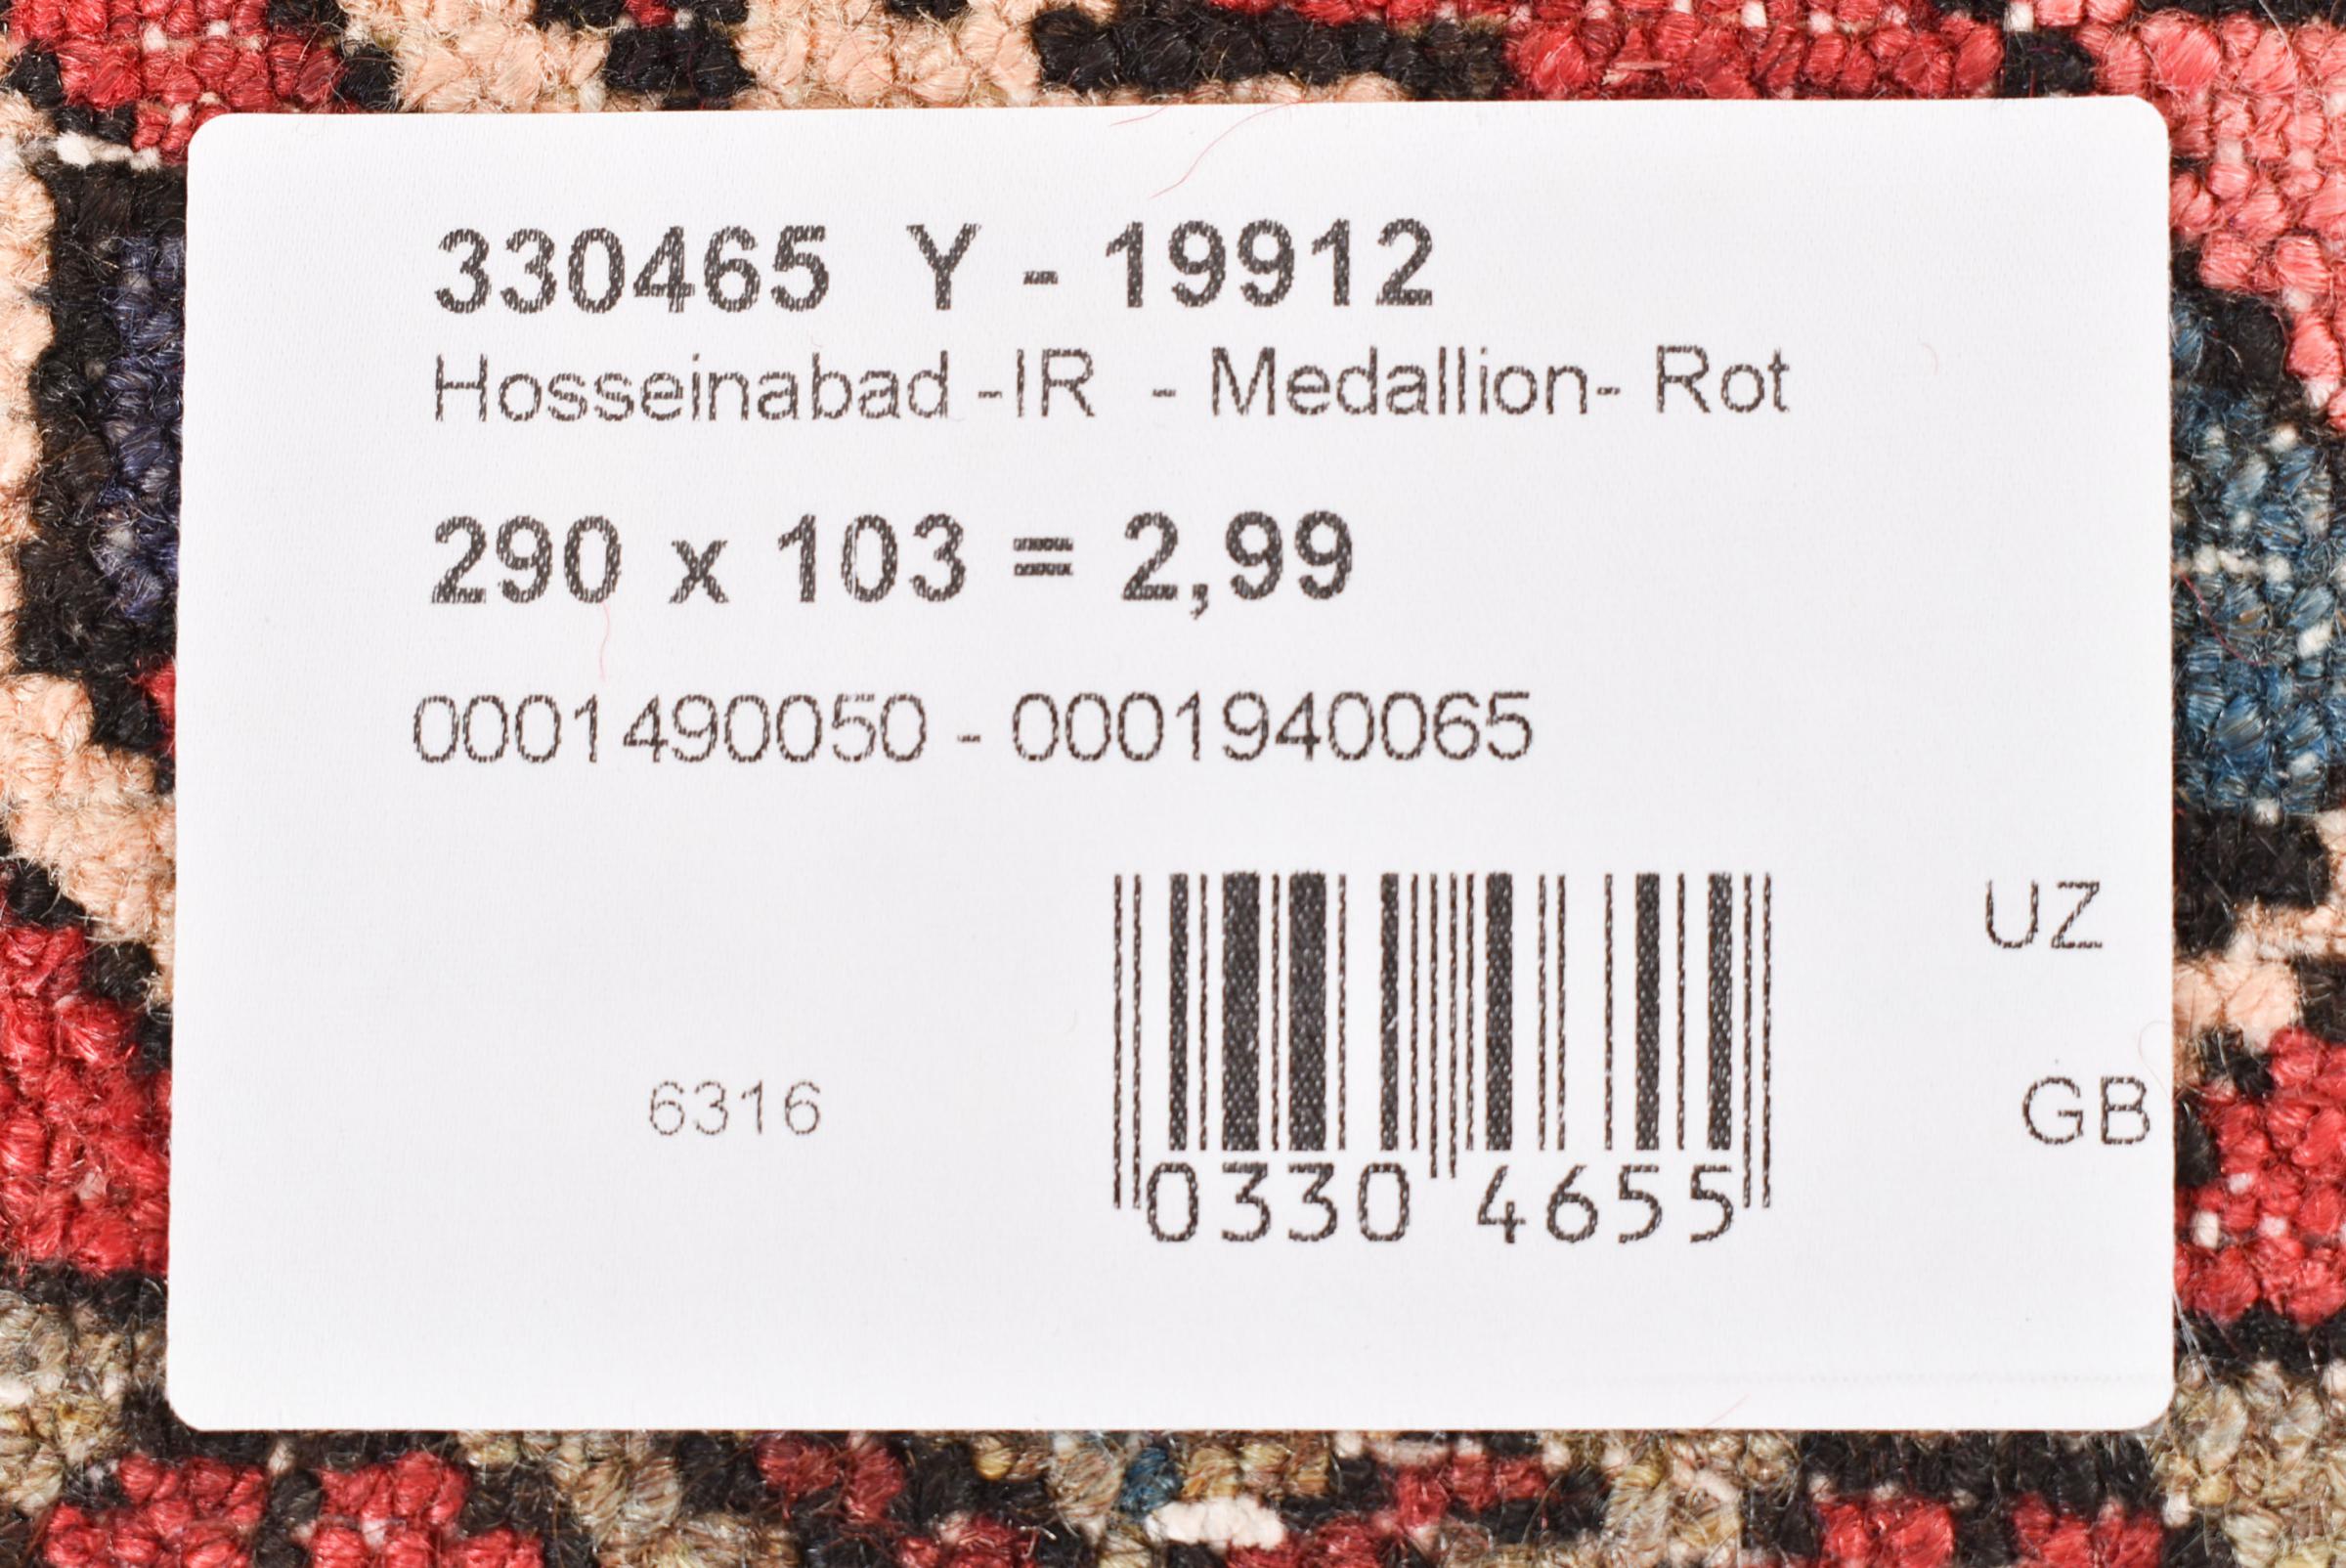 330465 Y - 19912
Hosseinabad -IR - Medallion- Rot
290 x 103 = 2,99
0001490050 - 0001940065
UZ
6316
GB
0330 4655